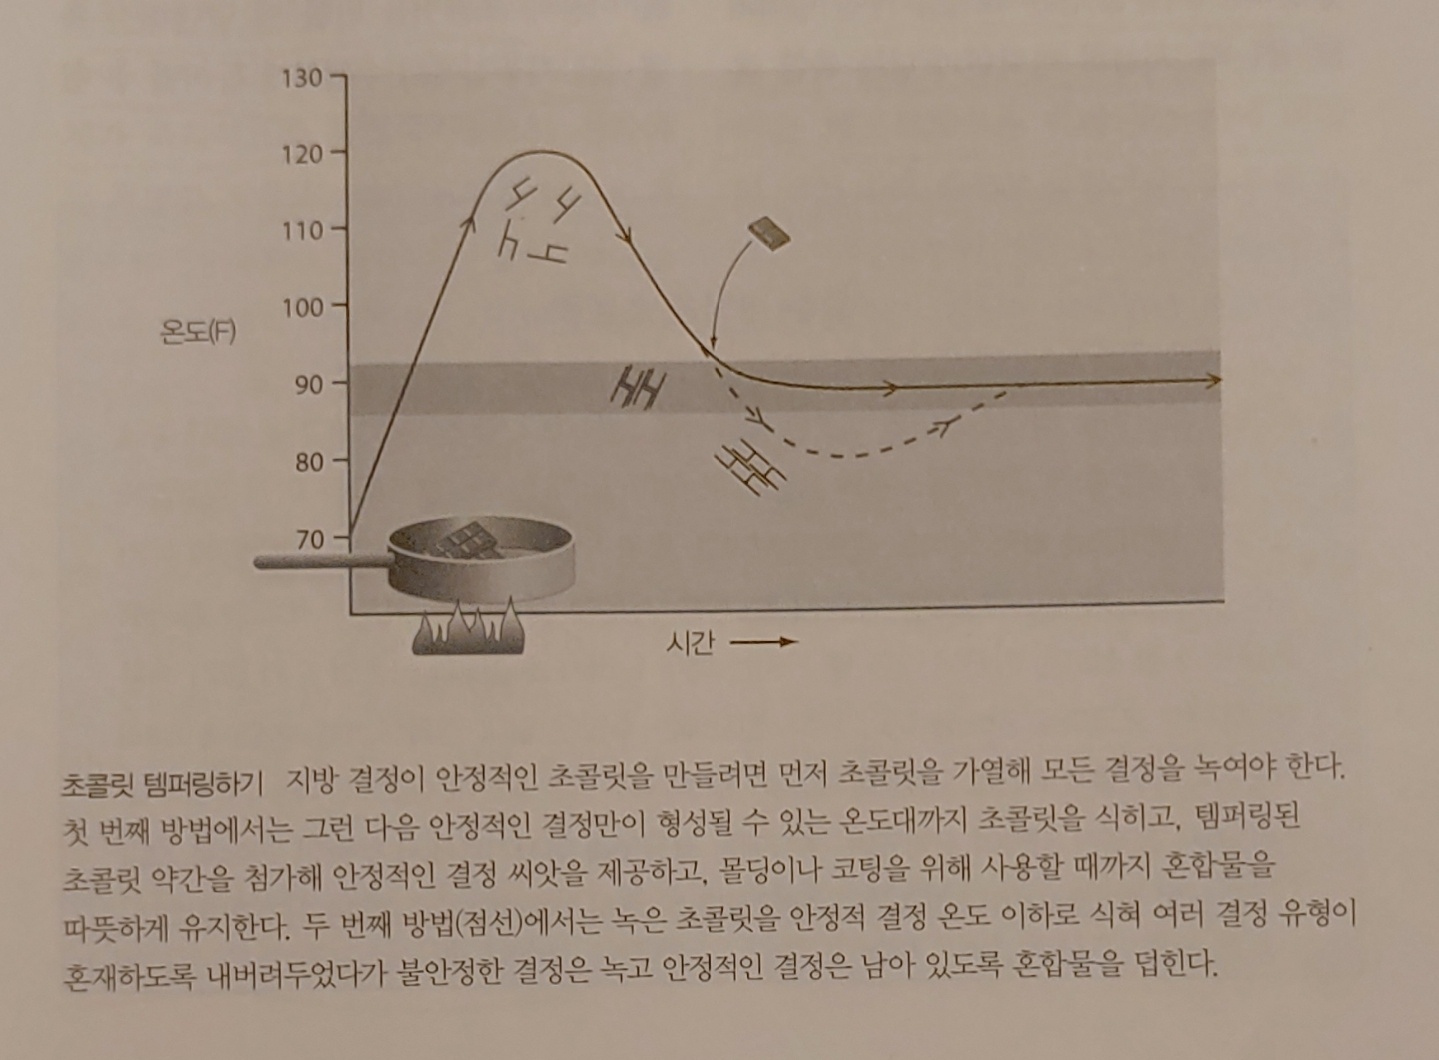 130
120
110
100
온도(F)
90
80
70
시간
초콜릿 템퍼링하기 지방 결정이 안정적인 초콜릿을 만들려면 먼저 초콜릿을 가열해 모든 결정을 녹여야 한다.
첫 번째 방법에서는 그런 다음 안정적인 결정만이 형성될 수 있는 온도대까지 초콜릿을 식히고, 템퍼링된
초콜릿 약간을 첨가해 안정적인 결정 씨앗을 제공하고, 몰딩이나 코팅을 위해 사용할 때까지 혼합물을
따뜻하게 유지한다. 두 번째 방법(점선)에서는 녹은 초콜릿을 안정적 결정 온도 이하로 식혀 여러 결정 유형이
혼재하도록 내버려두었다가 불안정한 결정은 녹고 안정적인 결정은 남아 있도록 혼합물을 덥힌다.